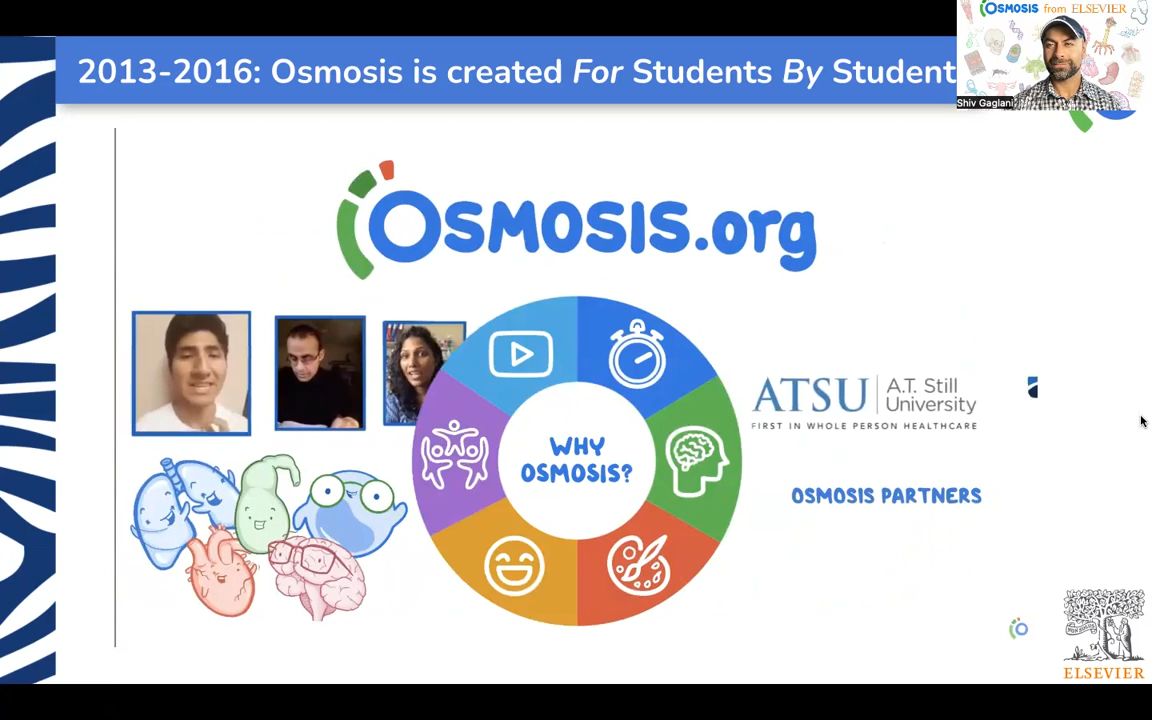 2013-2016: Osmosis is created For Students By Student
OSMOSIS from ELSEVIER
Shiv Gaglani
OSMOSIS.org
WHY
OSMOSIS?
ATSU A.T. Still
University
FIRST IN WHOLE PERSON HEALTHCARE
OSMOSIS PARTNERS
ELSEVIER